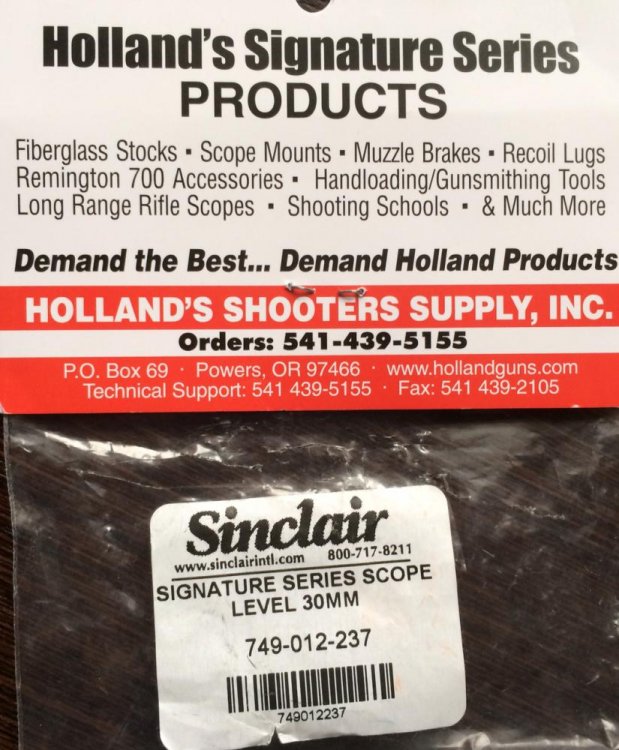 Holland's Signature Series
PRODUCTS
Fiberglass Stocks ▪ Scope Mounts ▪ Muzzle Brakes ▪ Recoil Lugs
Remington 700 Accessories ▪ Handloading/Gunsmithing Tools
Long Range Rifle Scopes ▪ Shooting Schools ▪ & Much More
Demand the Best... Demand Holland Products
HOLLAND'S SHOOTERS SUPPLY, INC.
Orders: 541-439-5155
P.O. Box 69 · Powers, OR 97466 · www.hollandguns.com
Technical Support: 541 439-5155 · Fax: 541 439-2105
Sinclair
www.sinclairintl.com 800-717-8211
SIGNATURE SERIES SCOPE
LEVEL 30MM
749-012-237
749012237